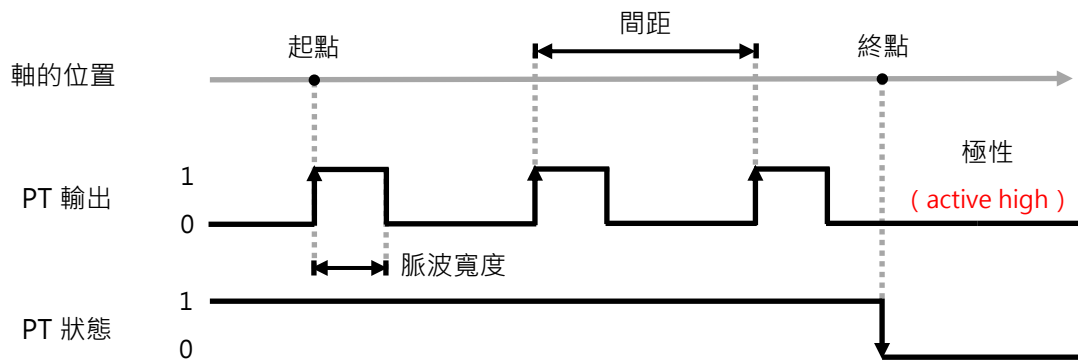 間距
起點
終點
軸的位置
極性
1
PT 輸出
( active high )
0
脈波寬度
1
PT 狀態
0